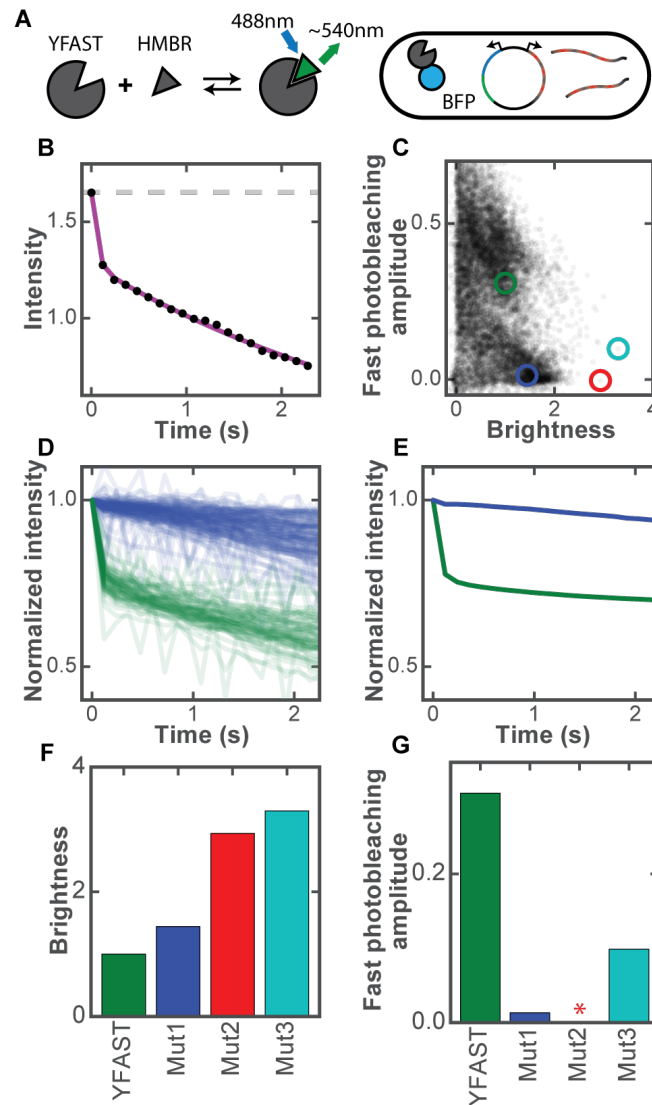 A
YFAST
HMBR
488nm
~540nm
+
BFP
B
Intensity
1.5
1.0
0
1
2
Time (s)
C
Fast photobleaching
amplitude
0.5
0.0
0
2
4
Brightness
D
Normalized intensity
1.0
0.5
0
1
2
Time (s)
E
Normalized intensity
1.0
0.5
0
1
2
Time (s)
F
Brightness
4
2
0
YFAST
Mut1
Mut2
Mut3
G
Fast photobleaching
amplitude
0.2
0.0
*
YFAST
Mut1
Mut2
Mut3